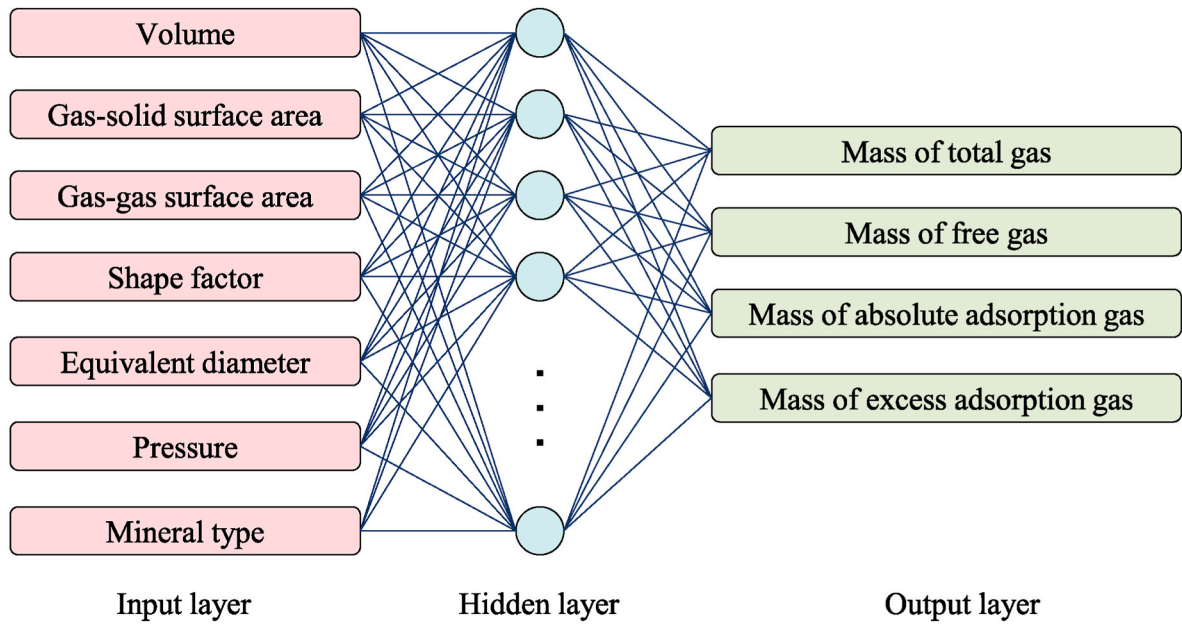 Volume
Gas-solid surface area
Gas-gas surface area
Shape factor
Equivalent diameter
Pressure
Mineral type
Input layer
Hidden layer
Mass of total gas
Mass of free gas
Mass of absolute adsorption gas
Mass of excess adsorption gas
Output layer